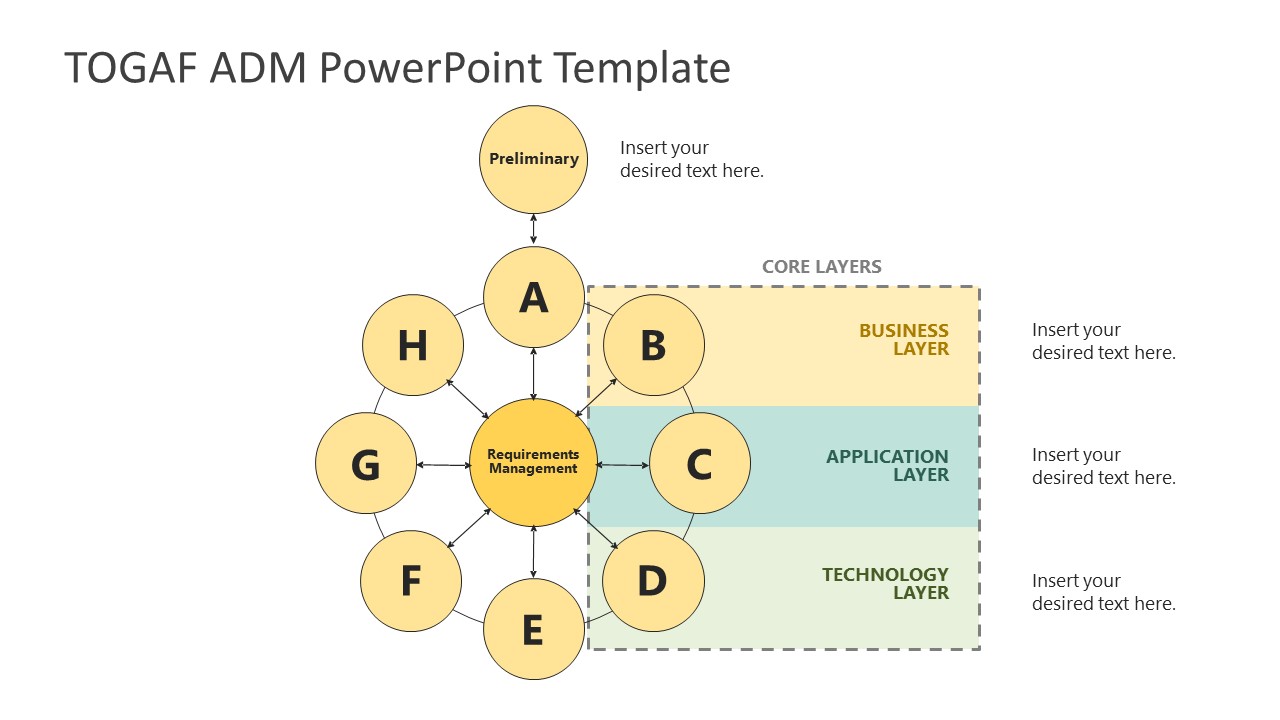 TOGAF ADM PowerPoint Template
Preliminary
Insert your
desired text here.
CORE LAYERS
A
H
B
BUSINESS
LAYER
Insert your
desired text here.
G
Requirements
Management
C
APPLICATION
LAYER
Insert your
desired text here.
F
D
TECHNOLOGY
LAYER
Insert your
desired text here.
E